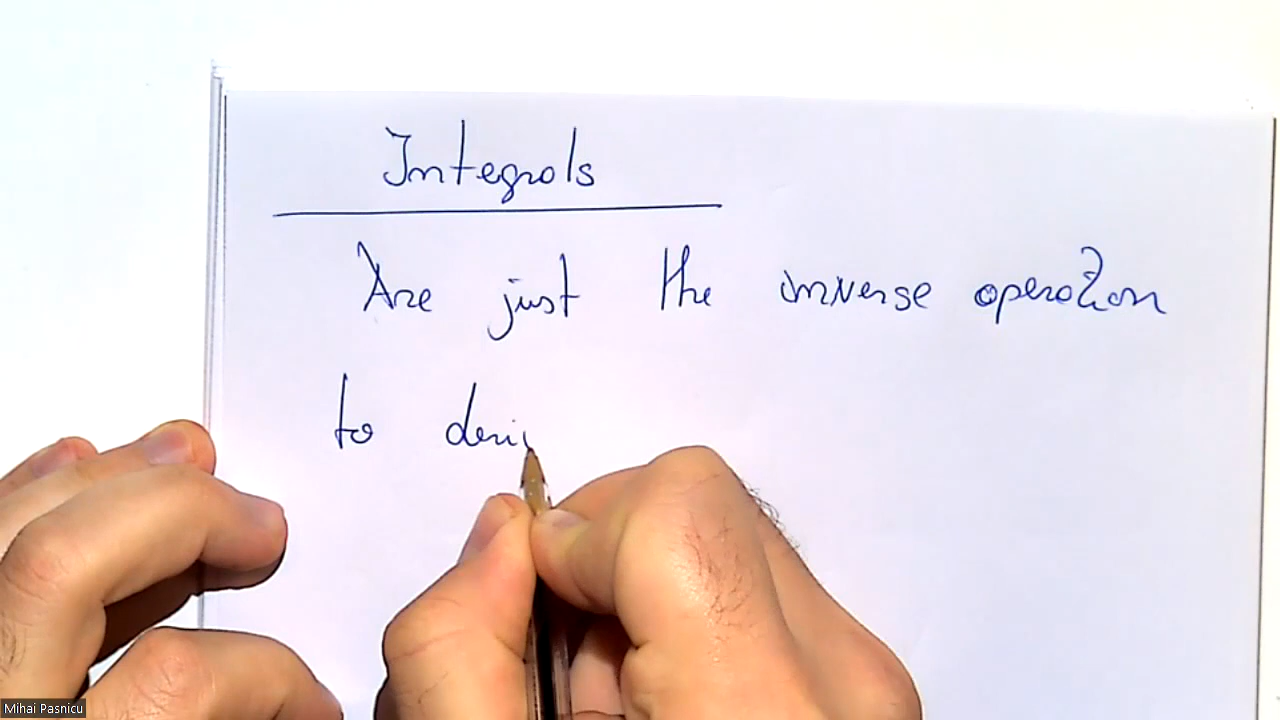 Integrals
Are just the inverse operation
to deri
Mihai Pasnicu